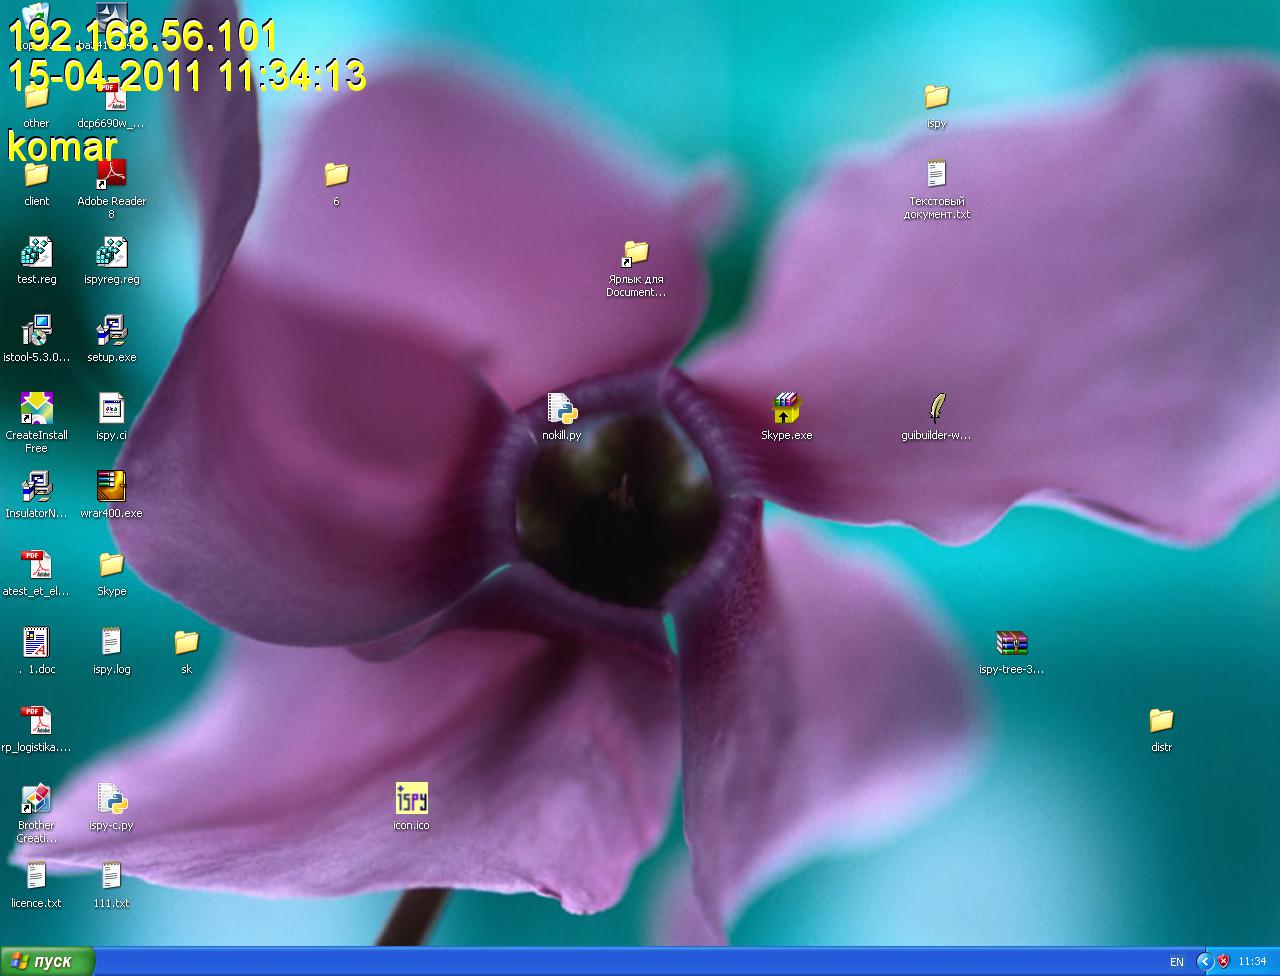 192.168.56.101
15-04-2011 11:34:13
other
dcp6690w_...
ispy
komar
client
Adobe Reader
8
6
Текстовый
документ.txt
test.reg
ispyreg.reg
Ярлык для
Document...
istool-5.3.0...
setup.exe
CreateInstall
Free
ispy.ci
nokill.py
Skype.exe
guibuilder-w...
InsulatorN...
wrar400.exe
atest_et_el...
Skype
. 1.doc
ispy.log
sk
ispy-tree-3...
rp_logistika....
distr
Brother
Creati...
ispy-c.py
ispy
icon.ico
licence.txt
111.txt
пуск
EN
11:34